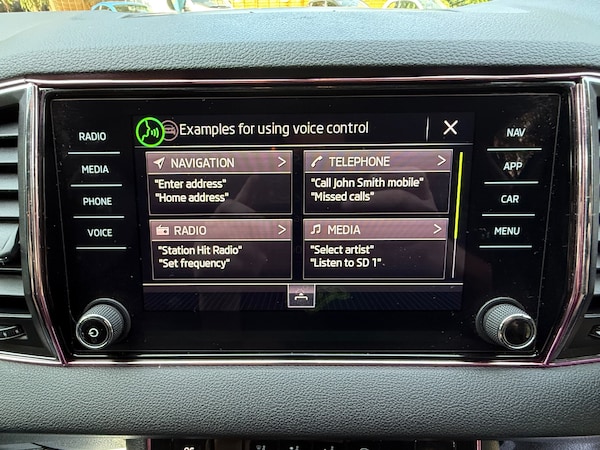 Examples for using voice control
RADIO
MEDIA
PHONE
VOICE
NAVIGATION
"Enter address"
"Home address"
TELEPHONE
"Call John Smith mobile"
"Missed calls"
RADIO
"Station Hit Radio"
"Set frequency"
MEDIA
"Select artist"
"Listen to SD 1"
NAV
APP
CAR
MENU